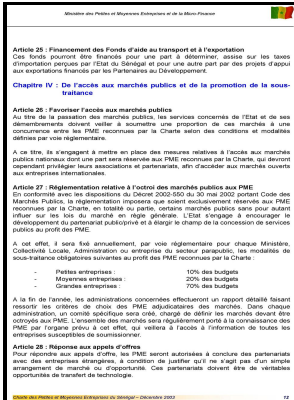 Ministère des Petites et Moyennes Entreprises et de la Micro-Finance
Article 25 : Financement des Fonds d'aide au transport et à l'exportation
Ces fonds pourront être financés pour une part à déterminer, assise sur les taxes
d'importation perçues par l'Etat du Sénégal et pour une autre part par des projets d'appui
aux exportations financés par les Partenaires au Développement.
Chapitre IV : De l'accès aux marchés publics et de la promotion de la sous-
traitance
Article 26 : Favoriser l'accès aux marchés publics
Au titre de la passation des marchés publics, les services concernés de l'Etat et de ses
démembrements doivent veiller à soumettre une proportion de ces marchés à une
concurrence entre les PME reconnues par la Charte selon des conditions et modalités
définies par voie réglementaire.
A ce titre, ils s'engagent à mettre en place des mesures relatives à l'accès aux marchés
publics nationaux dont une part sera réservée aux PME reconnues par la Charte, qui devront
cependant privilégier leurs associations et partenariats, afin d'accéder aux marchés ouverts
aux entreprises internationales.
Article 27 : Réglementation relative à l'octroi des marchés publics aux PME
En conformité avec les dispositions du Décret 2002-550 du 30 mai 2002 portant Code des
Marchés Publics, la réglementation imposera que soient exclusivement réservés aux PME
reconnues par la Charte, en totalité ou partie, certains marchés publics sans pour autant
influer sur les lois du marché en règle générale. L'Etat s'engage à encourager le
développement du partenariat public/privé et à élargir le champ de la concession de services
publics au profit des PME.
A cet effet, il sera fixé annuellement, par voie réglementaire pour chaque Ministère,
Collectivité Locale, Administration ou entreprise du secteur parapublic, les modalités de
sous-traitance obligatoires suivantes au profit des PME reconnues par la Charte :
- Petites entreprises : 10% des budgets
- Moyennes entreprises : 20% des budgets
- Grandes entreprises : 70% des budgets
A la fin de l'année, les administrations concernées effectueront un rapport détaillé faisant
ressortir les critères de choix des PME adjudicataires des marchés. Dans chaque
administration, un comité spécifique sera créé, chargé de définir les marchés devant être
octroyés aux PME. L'ensemble des marchés sera régulièrement porté à la connaissance des
PME par l'organe prévu à cet effet, qui veillera à l'accès à l'information de toutes les
entreprises susceptibles de soumissionner.
Article 28 : Réponse aux appels d'offres
Pour répondre aux appels d'offre, les PME seront autorisées à conclure des partenariats
avec des entreprises étrangères, à condition de justifier qu'il ne s'agit pas d'un simple
arrangement de marché ou d'opportunité. Ces partenariats doivent être de véritables
opportunités de transfert de technologie.
Charte des Petites et Moyennes Entreprises du Sénégal – Décembre 2003 12